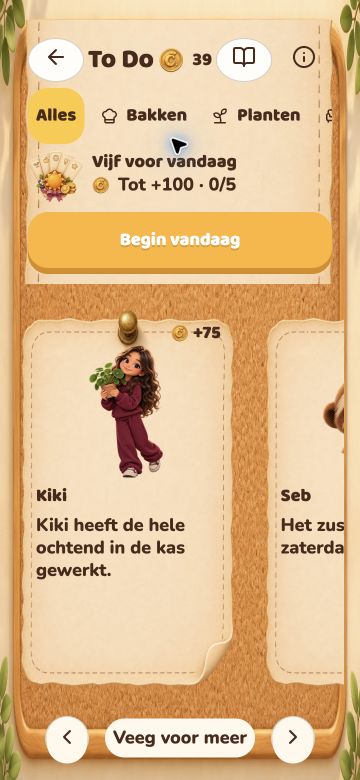 To Do 39
Alles Bakken Planten
Vijf voor vandaag
Tot +100 · 0/5
Begin vandaag
+75
Kiki
Kiki heeft de hele
ochtend in de kas
gewerkt.
Seb
Het zus
zaterda
Veeg voor meer